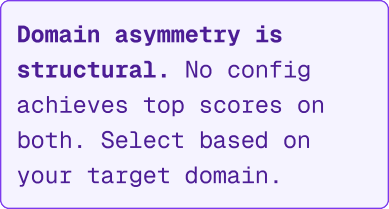 Domain asymmetry is
structural. No config
achieves top scores on
both. Select based on
your target domain.